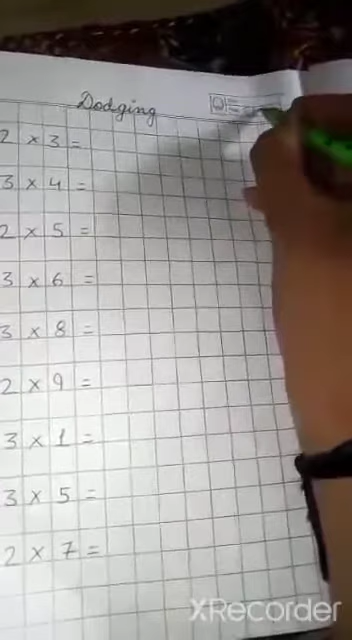 Dodging
2 × 3 =
3 × 4 =
2 × 5 =
3 × 6 =
3 × 8 =
2 × 9 =
3 × 1 =
3 × 5 =
2 × 7 =
XRecorder